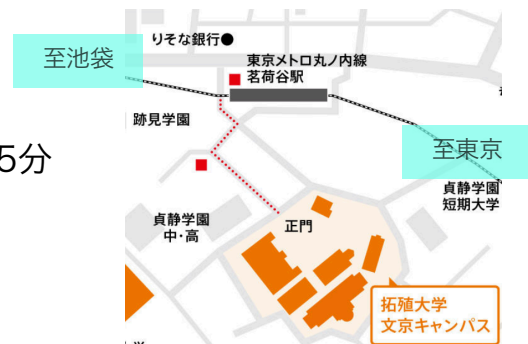 りそな銀行●
至池袋
東京メトロ丸ノ内線
茗荷谷駅
跡見学園
至東京
5分
貞静学園
短期大学
貞静学園
中・高
正門
拓殖大学
文京キャンパス